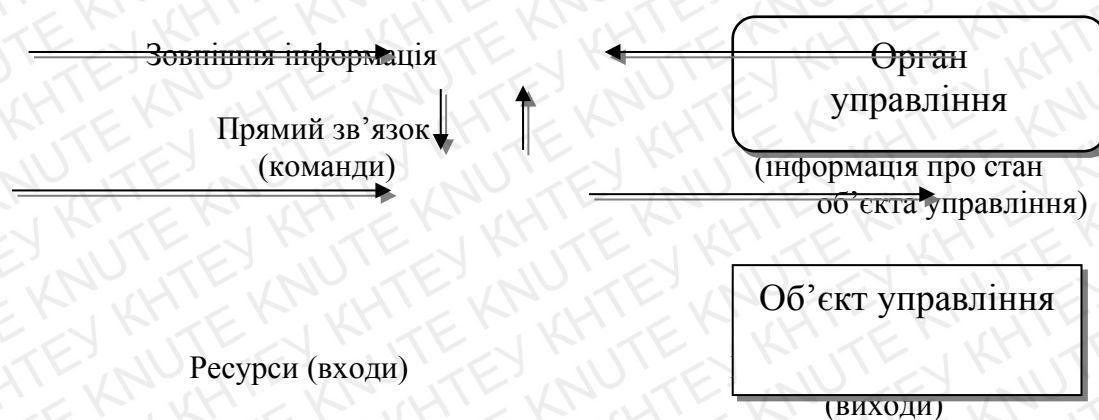 Зовнішня інформація
Орган
управління
Прямий зв’язок
(команди)
(інформація про стан
об’єкта управління)
Об’єкт управління
Ресурси (входи)
(виходи)